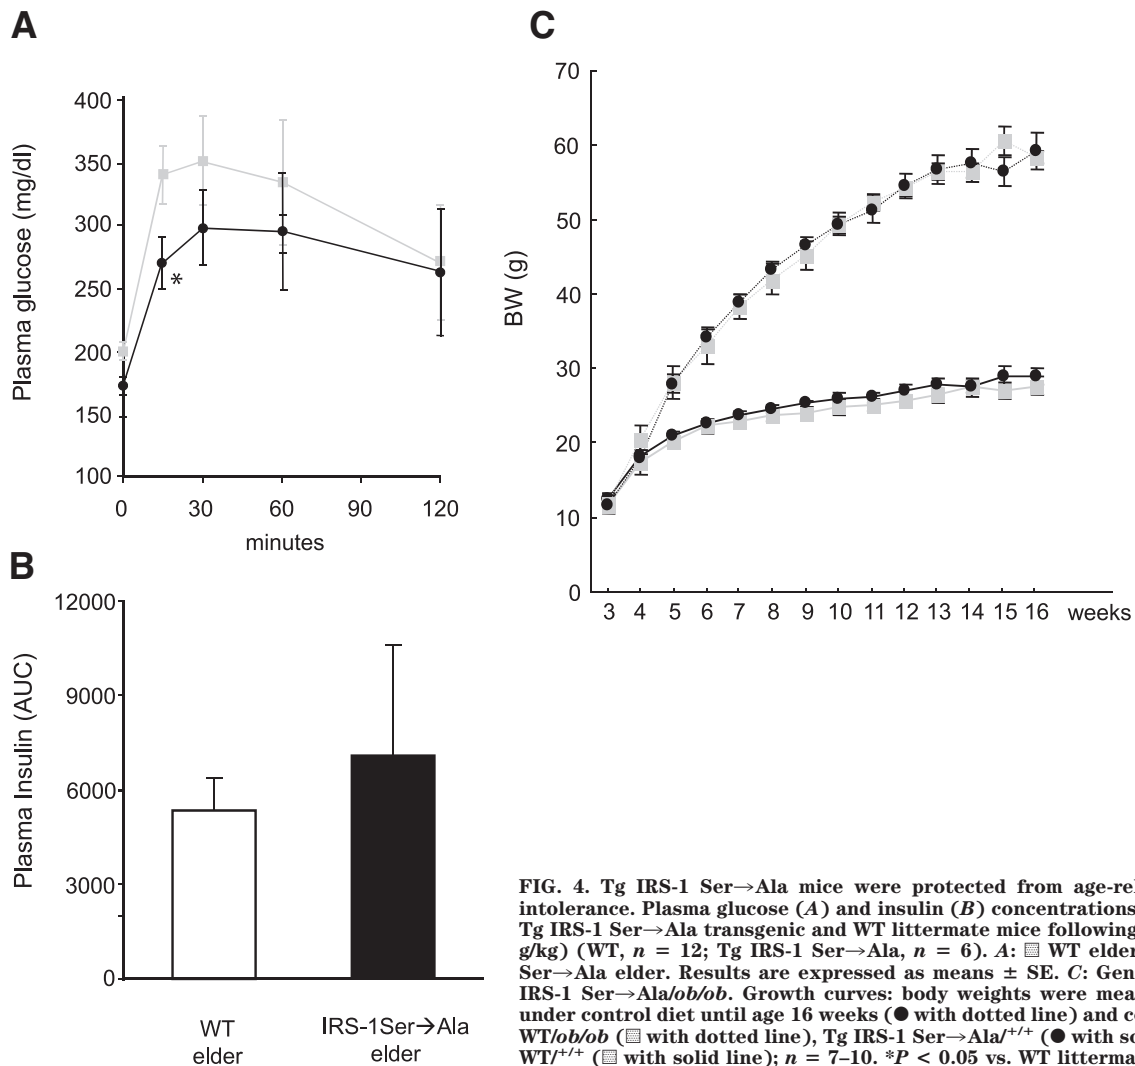 A
Plasma glucose (mg/dl)
400
350
300
250
200
150
100
0 30 60 90 120
minutes
*
B
Plasma Insulin (AUC)
12000
9000
6000
3000
0
WT
elder
IRS-1Ser→Ala
elder
C
BW (g)
70
60
50
40
30
20
10
0
3 4 5 6 7 8 9 10 11 12 13 14 15 16 weeks
FIG. 4. Tg IRS-1 Ser→Ala mice were protected from age-rel
intolerance. Plasma glucose (A) and insulin (B) concentrations
Tg IRS-1 Ser→Ala transgenic and WT littermate mice following
g/kg) (WT, n = 12; Tg IRS-1 Ser→Ala, n = 6). A: ▒ WT elder
Ser→Ala elder. Results are expressed as means ± SE. C: Gen
IRS-1 Ser→Ala/ob/ob. Growth curves: body weights were mea
under control diet until age 16 weeks (● with dotted line) and c
WT/ob/ob (▒ with dotted line), Tg IRS-1 Ser→Ala/+/+ (● with so
WT/+/+ (▒ with solid line); n = 7–10. *P < 0.05 vs. WT litterma